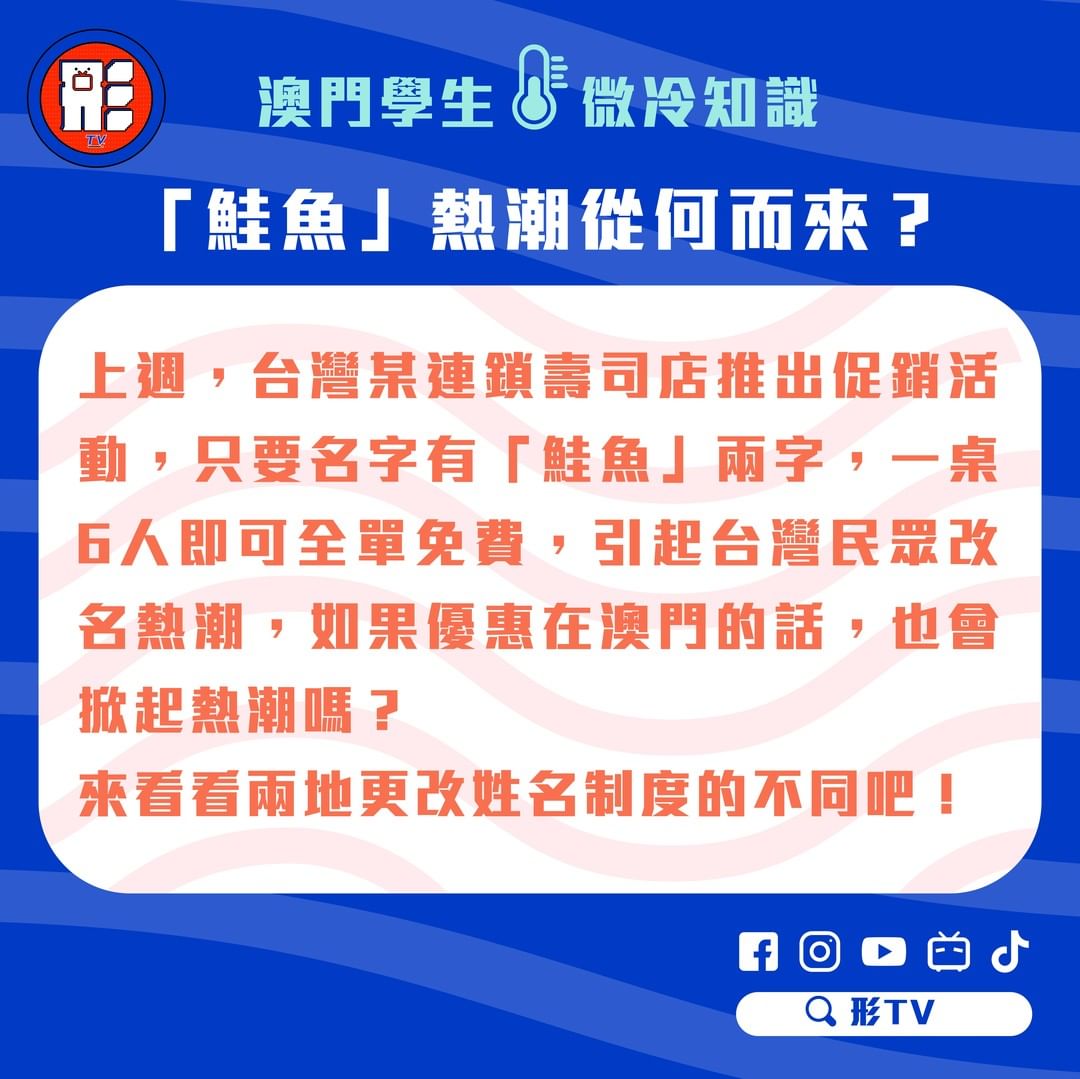 形
TV
澳門學生 微冷知識
「鮭魚」熱潮從何而來？
上週，台灣某連鎖壽司店推出促銷活
動，只要名字有「鮭魚」兩字，一桌
6人即可全單免費，引起台灣民眾改
名熱潮，如果優惠在澳門的話，也會
掀起熱潮嗎？
來看看兩地更改姓名制度的不同吧！
形TV